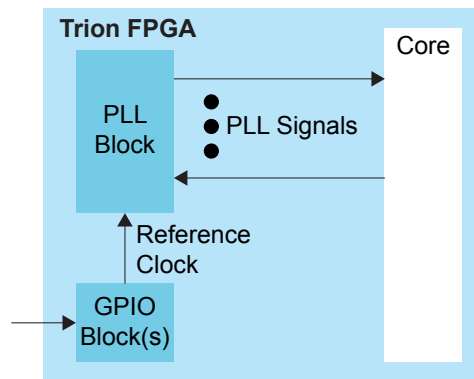 Trion FPGA
Core
PLL
Block
PLL Signals
Reference
Clock
GPIO
Block(s)